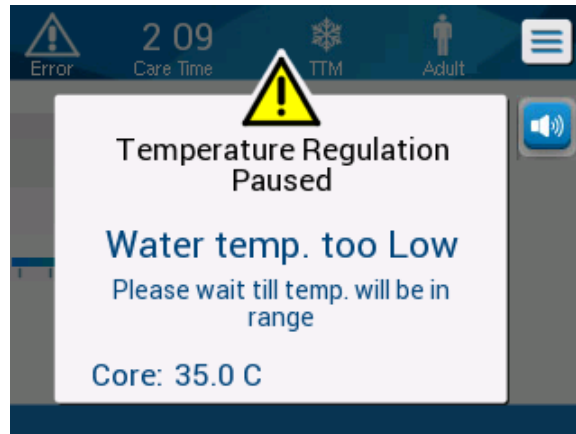 Error
2 09
Care Time
TTM
Adult
Temperature Regulation
Paused
Water temp. too Low
Please wait till temp. will be in
range
Core: 35.0 C